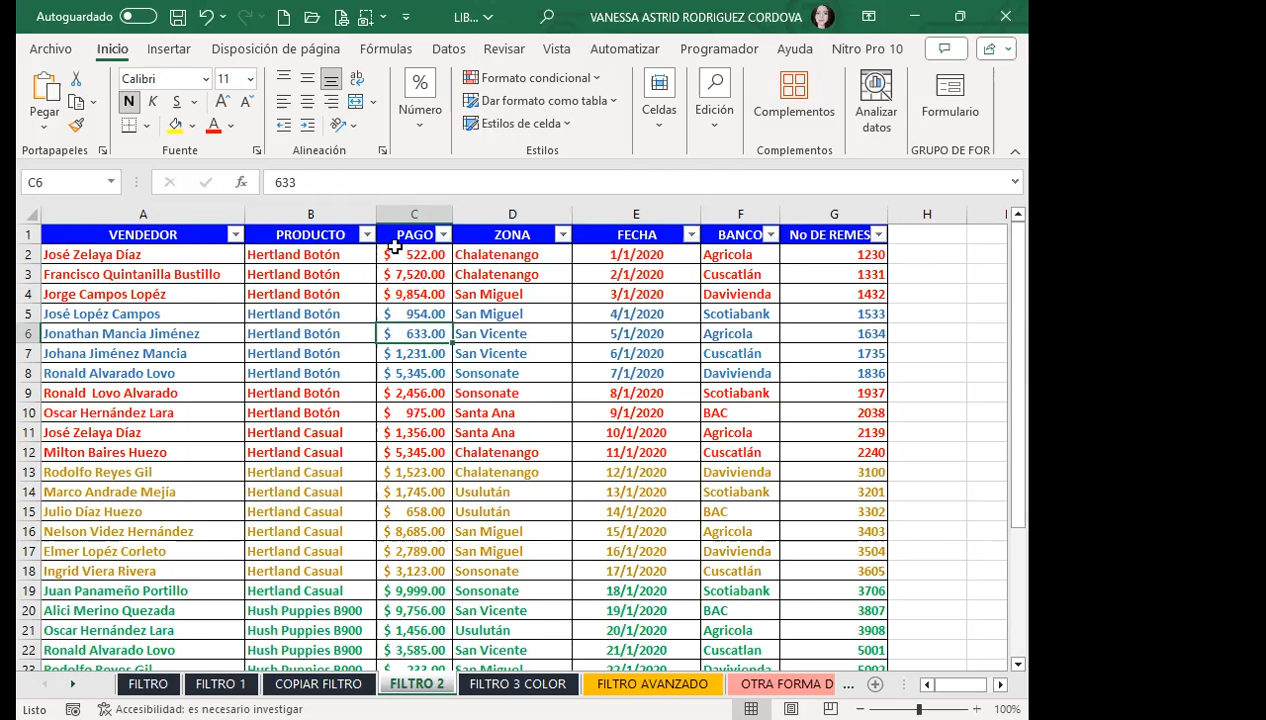 Autoguardado
LIB...
VANESSA ASTRID RODRIGUEZ CORDOVA
Archivo Inicio Insertar Disposición de página Fórmulas Datos Revisar Vista Automatizar Programador Ayuda Nitro Pro 10
Pegar
Calibri 11
N K S
A A
A
ab
%
Número
Formato condicional
Dar formato como tabla
Estilos de celda
Celdas
Edición
Complementos
Analizar
datos
Formulario
Portapapeles Fuente Alineación Estilos Complementos GRUPO DE FOR
C6 fx 633
A B C D E F G H I
1 VENDEDOR PRODUCTO PAGO ZONA FECHA BANCO No DE REMES
2 José Zelaya Díaz Hertland Botón $ 522.00 Chalatenango 1/1/2020 Agricola 1230
3 Francisco Quintanilla Bustillo Hertland Botón $ 7,520.00 Chalatenango 2/1/2020 Cuscatlán 1331
4 Jorge Campos Lopéz Hertland Botón $ 9,854.00 San Miguel 3/1/2020 Davivienda 1432
5 José Lopéz Campos Hertland Botón $ 954.00 San Miguel 4/1/2020 Scotiabank 1533
6 Jonathan Mancia Jiménez Hertland Botón $ 633.00 San Vicente 5/1/2020 Agricola 1634
7 Johana Jiménez Mancia Hertland Botón $ 1,231.00 San Vicente 6/1/2020 Cuscatlán 1735
8 Ronald Alvarado Lovo Hertland Botón $ 5,345.00 Sonsonate 7/1/2020 Davivienda 1836
9 Ronald Lovo Alvarado Hertland Botón $ 2,456.00 Sonsonate 8/1/2020 Scotiabank 1937
10 Oscar Hernández Lara Hertland Botón $ 975.00 Santa Ana 9/1/2020 BAC 2038
11 José Zelaya Díaz Hertland Casual $ 1,356.00 Santa Ana 10/1/2020 Agricola 2139
12 Milton Baires Huezo Hertland Casual $ 5,345.00 Chalatenango 11/1/2020 Cuscatlán 2240
13 Rodolfo Reyes Gil Hertland Casual $ 1,523.00 Chalatenango 12/1/2020 Davivienda 3100
14 Marco Andrade Mejía Hertland Casual $ 1,745.00 Usulután 13/1/2020 Scotiabank 3201
15 Julio Díaz Huezo Hertland Casual $ 658.00 Usulután 14/1/2020 BAC 3302
16 Nelson Videz Hernández Hertland Casual $ 8,685.00 San Miguel 15/1/2020 Agricola 3403
17 Elmer Lopéz Corleto Hertland Casual $ 2,789.00 San Miguel 16/1/2020 Davivienda 3504
18 Ingrid Viera Rivera Hertland Casual $ 3,123.00 Sonsonate 17/1/2020 Cuscatlán 3605
19 Juan Panameño Portillo Hertland Casual $ 9,999.00 Sonsonate 18/1/2020 Scotiabank 3706
20 Alici Merino Quezada Hush Puppies B900 $ 9,756.00 San Vicente 19/1/2020 BAC 3807
21 Oscar Hernández Lara Hush Puppies B900 $ 1,456.00 Usulután 20/1/2020 Agricola 3908
22 Ronald Alvarado Lovo Hush Puppies B900 $ 3,585.00 San Vicente 21/1/2020 Cuscatlan 5001
23 Rodolfo Reyes Gil Hush Puppies B900 $ 233.00 San Miguel 22/1/2020 Davivienda 5002
FILTRO FILTRO 1 COPIAR FILTRO FILTRO 2 FILTRO 3 COLOR FILTRO AVANZADO OTRA FORMA D ...
Listo Accesibilidad: es necesario investigar 100%